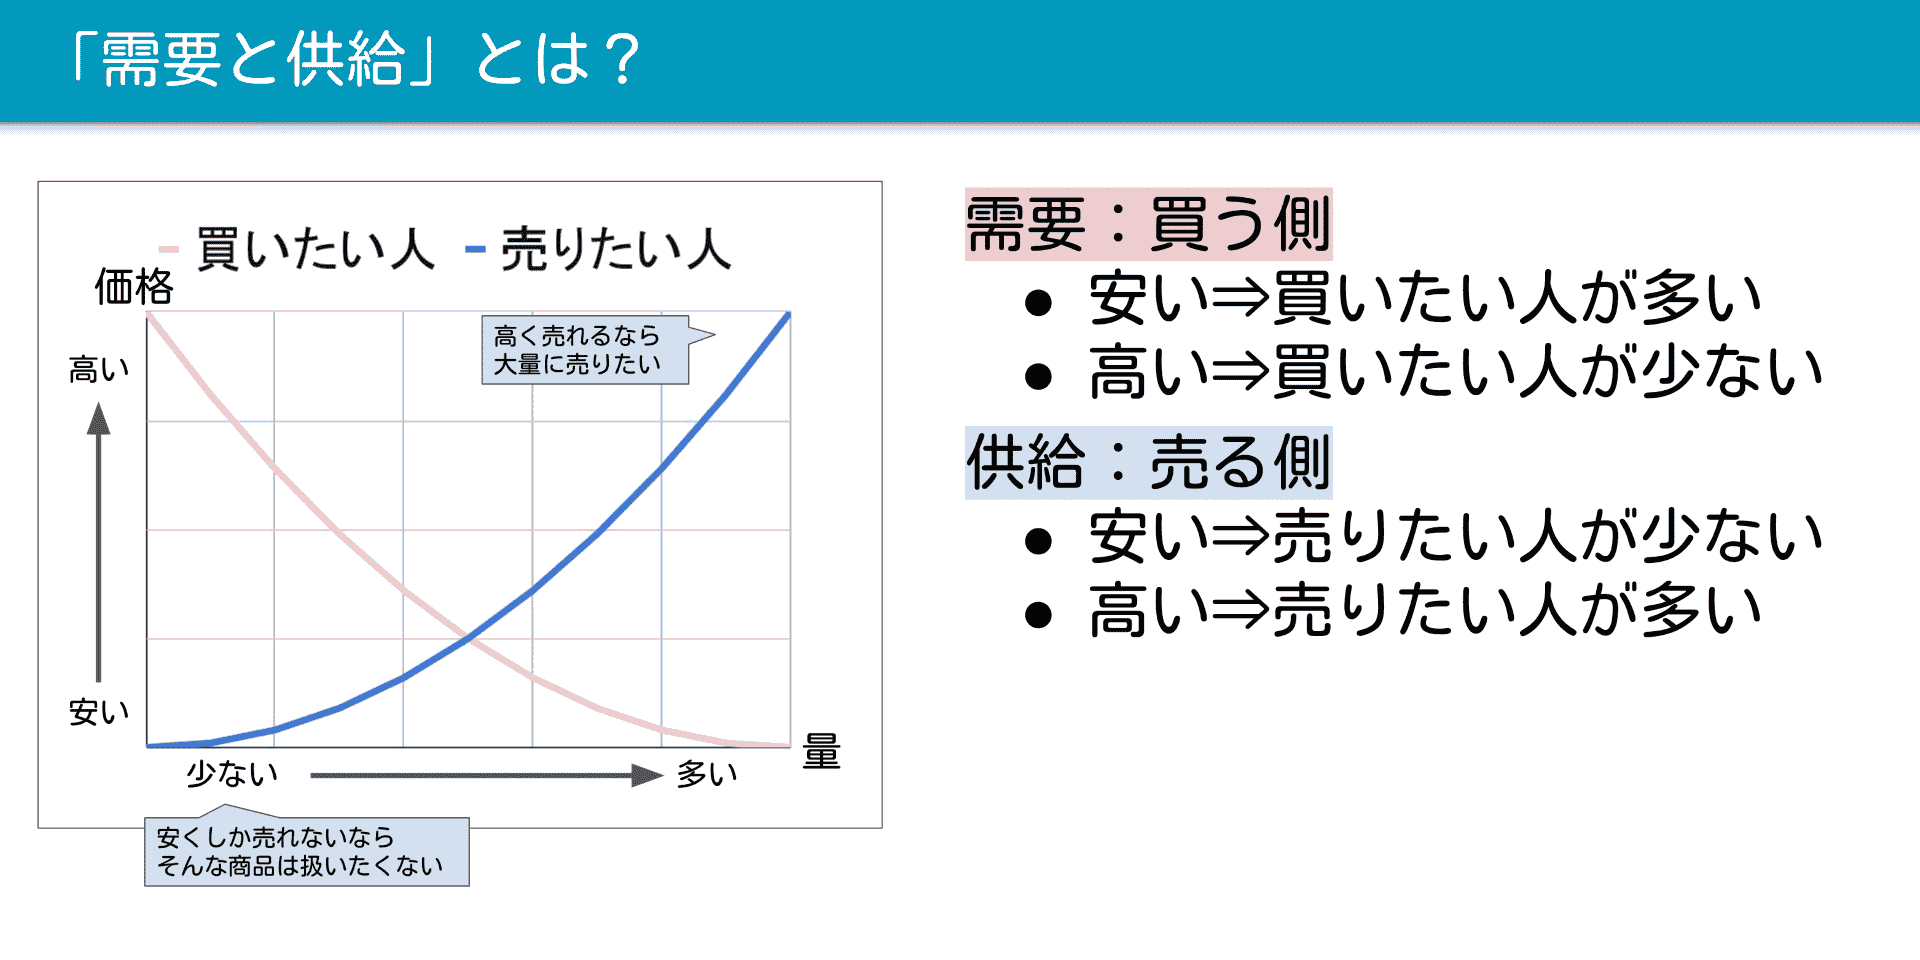 「需要と供給」とは？
買いたい人 売りたい人
価格
高い
安い
高く売れるなら
大量に売りたい
少ない
多い
量
安くしか売れないなら
そんな商品は扱いたくない
需要：買う側
● 安い⇒買いたい人が多い
● 高い⇒買いたい人が少ない
供給：売る側
● 安い⇒売りたい人が少ない
● 高い⇒売りたい人が多い